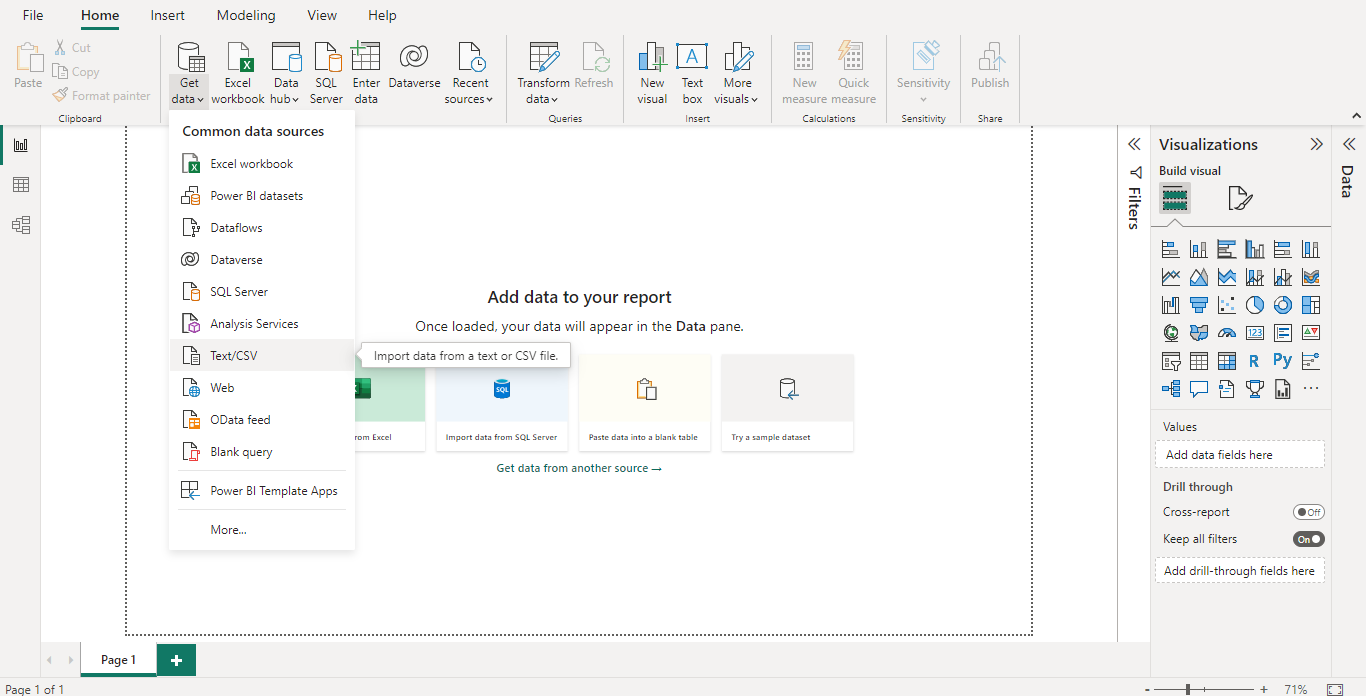 File Home Insert Modeling View Help
Paste
Cut
Copy
Format painter
Clipboard
Get data
Excel workbook
Data hub
SQL Server
Enter data
Dataverse
Recent sources
Transform data
Refresh
Queries
New visual
Text box
More visuals
Insert
New measure
Quick measure
Calculations
Sensitivity
Sensitivity
Publish
Share
Common data sources
Excel workbook
Power BI datasets
Dataflows
Dataverse
SQL Server
Analysis Services
Text/CSV
Web
OData feed
Blank query
Power BI Template Apps
More...
Import data from a text or CSV file.
Add data to your report
Once loaded, your data will appear in the Data pane.
SQL
from Excel
Import data from SQL Server
Paste data into a blank table
Try a sample dataset
Get data from another source →
Filters
Visualizations
Build visual
123
R
Py
...
Values
Add data fields here
Drill through
Cross-report
Off
Keep all filters
On
Add drill-through fields here
Data
Page 1
+
Page 1 of 1
- + 71%